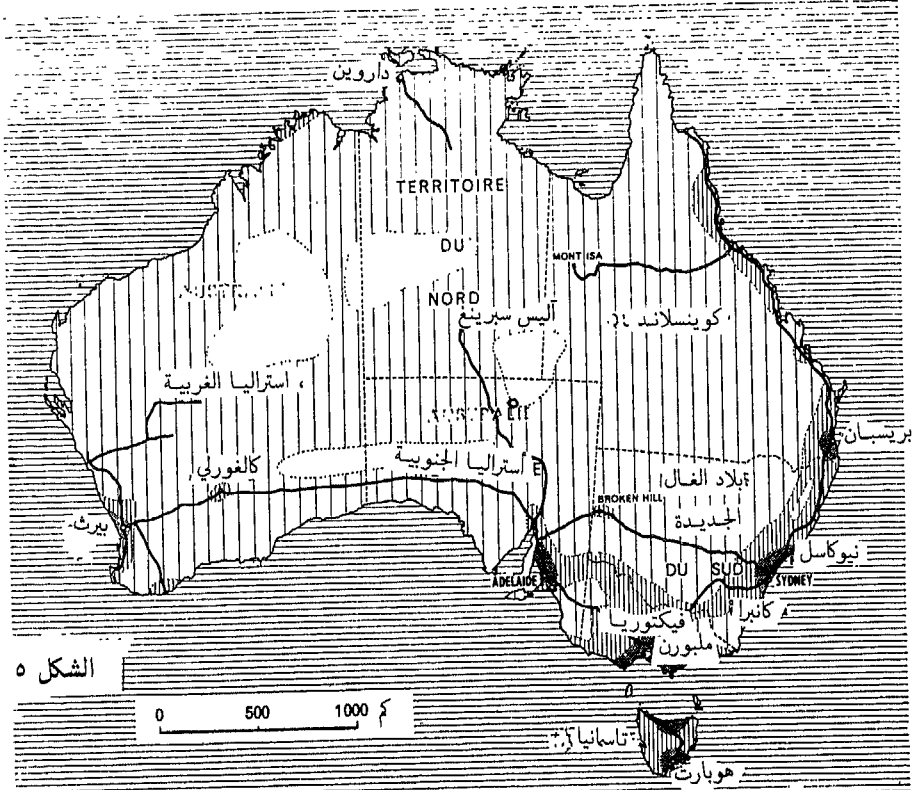 داروين
TERRITOIRE
DU
MONT ISA
NORD
أليس سبرينغ
كوينسلاند
استراليا الغربية
بريسبان
أستراليا الجنوبية E
كالغورلي
بلاد الغال
BROKEN HILL
الجديدة
بيرث
نيوكاسل
DU SUD
ADELAIDE
SYDNEY
كانبرا
فيكتوريا
ملبورن
الشكل ٥
0 500 1000 كم
تاسمانيا
هوبارت